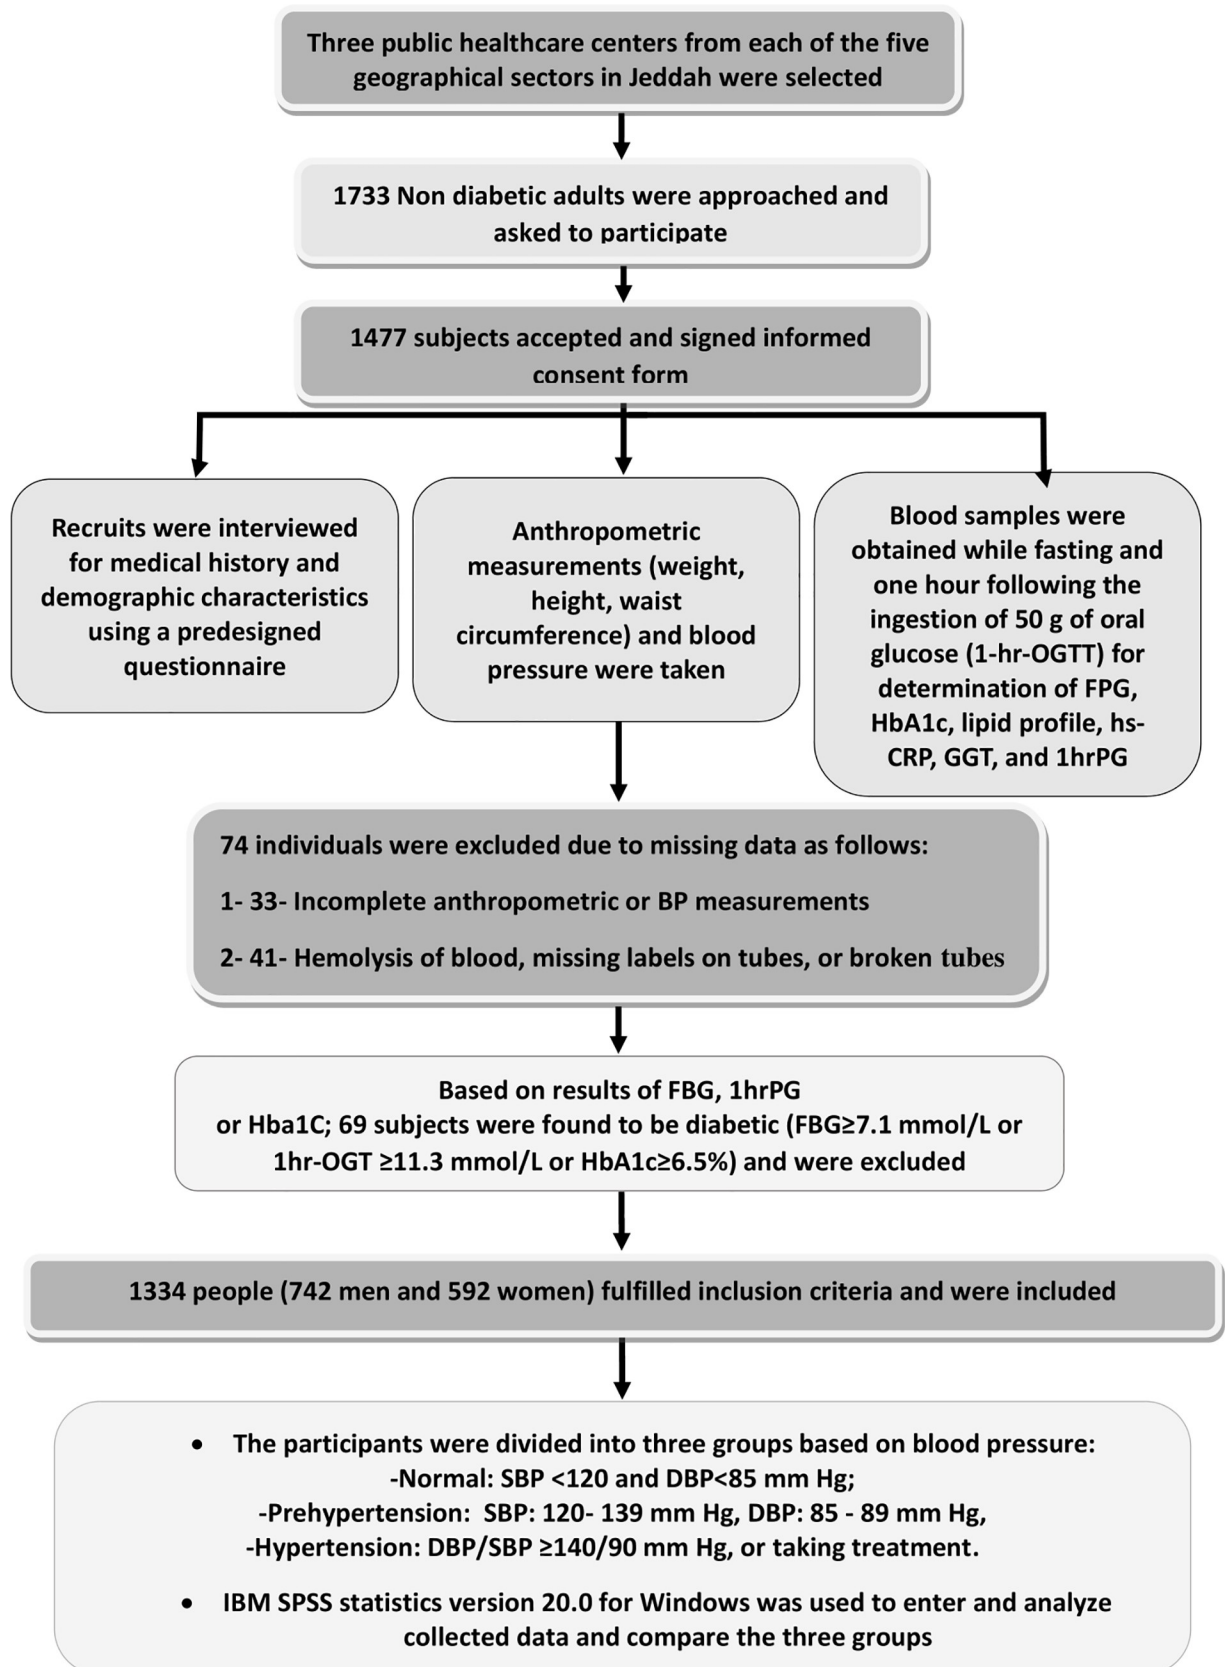 Three public healthcare centers from each of the five
geographical sectors in Jeddah were selected
1733 Non diabetic adults were approached and
asked to participate
1477 subjects accepted and signed informed
consent form
Recruits were interviewed
for medical history and
demographic characteristics
using a predesigned
questionnaire
Anthropometric
measurements (weight,
height, waist
circumference) and blood
pressure were taken
Blood samples were
obtained while fasting and
one hour following the
ingestion of 50 g of oral
glucose (1-hr-OGTT) for
determination of FPG,
HbA1c, lipid profile, hs-
CRP, GGT, and 1hrPG
74 individuals were excluded due to missing data as follows:
1- 33- Incomplete anthropometric or BP measurements
2- 41- Hemolysis of blood, missing labels on tubes, or broken tubes
Based on results of FBG, 1hrPG
or Hba1C; 69 subjects were found to be diabetic (FBG≥7.1 mmol/L or
1hr-OGT ≥11.3 mmol/L or HbA1c≥6.5%) and were excluded
1334 people (742 men and 592 women) fulfilled inclusion criteria and were included
• The participants were divided into three groups based on blood pressure:
-Normal: SBP <120 and DBP<85 mm Hg;
-Prehypertension:  SBP: 120- 139 mm Hg, DBP: 85 - 89 mm Hg,
-Hypertension: DBP/SBP ≥140/90 mm Hg, or taking treatment.
• IBM SPSS statistics version 20.0 for Windows was used to enter and analyze
collected data and compare the three groups